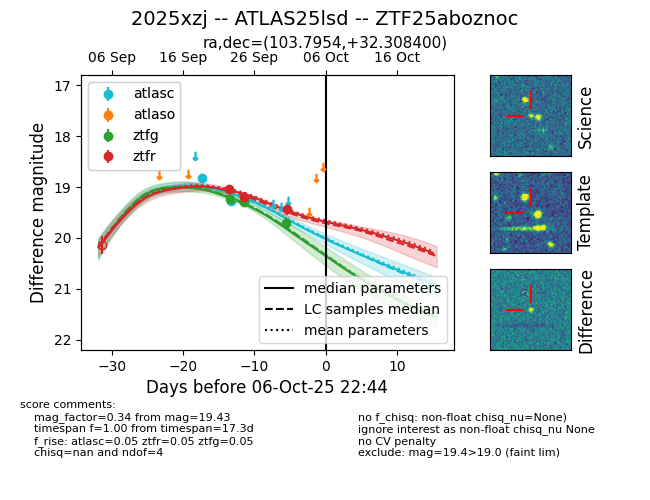 2025xzj -- ATLAS25lsd -- ZTF25aboznoc
ra,dec=(103.7954,+32.308400)
06 Sep 16 Sep 26 Sep 06 Oct 16 Oct
17
18
19
20
21
22
Difference magnitude
atlasc
atlaso
ztfg
ztfr
median parameters
LC samples median
mean parameters
−30 −20 −10 0 10
Days before 06-Oct-25 22:44
Science
Template
Difference
score comments:
mag_factor=0.34 from mag=19.43
timespan f=1.00 from timespan=17.3d
f_rise: atlasc=0.05 ztfr=0.05 ztfg=0.05
chisq=nan and ndof=4
no f_chisq: non-float chisq_nu=None)
ignore interest as non-float chisq_nu None
no CV penalty
exclude: mag=19.4>19.0 (faint lim)